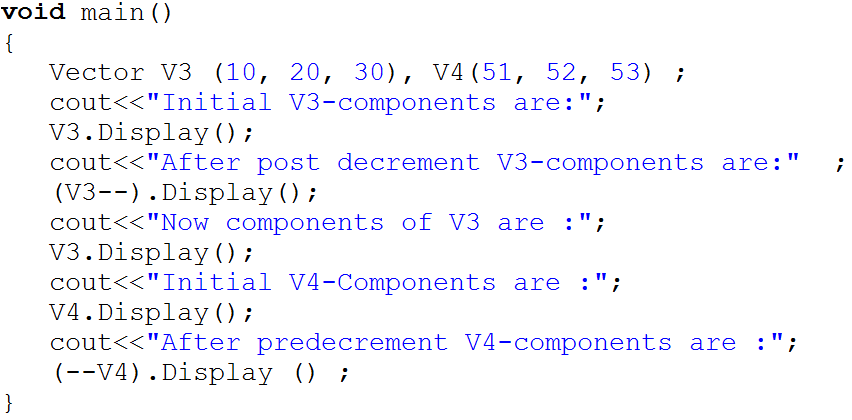 void main()
{
Vector V3 (10, 20, 30), V4(51, 52, 53) ;
cout<<"Initial V3-components are:";
V3.Display();
cout<<"After post decrement V3-components are:" ;
(V3--).Display();
cout<<"Now components of V3 are :";
V3.Display();
cout<<"Initial V4-Components are :";
V4.Display();
cout<<"After predecrement V4-components are :";
(--V4).Display () ;
}